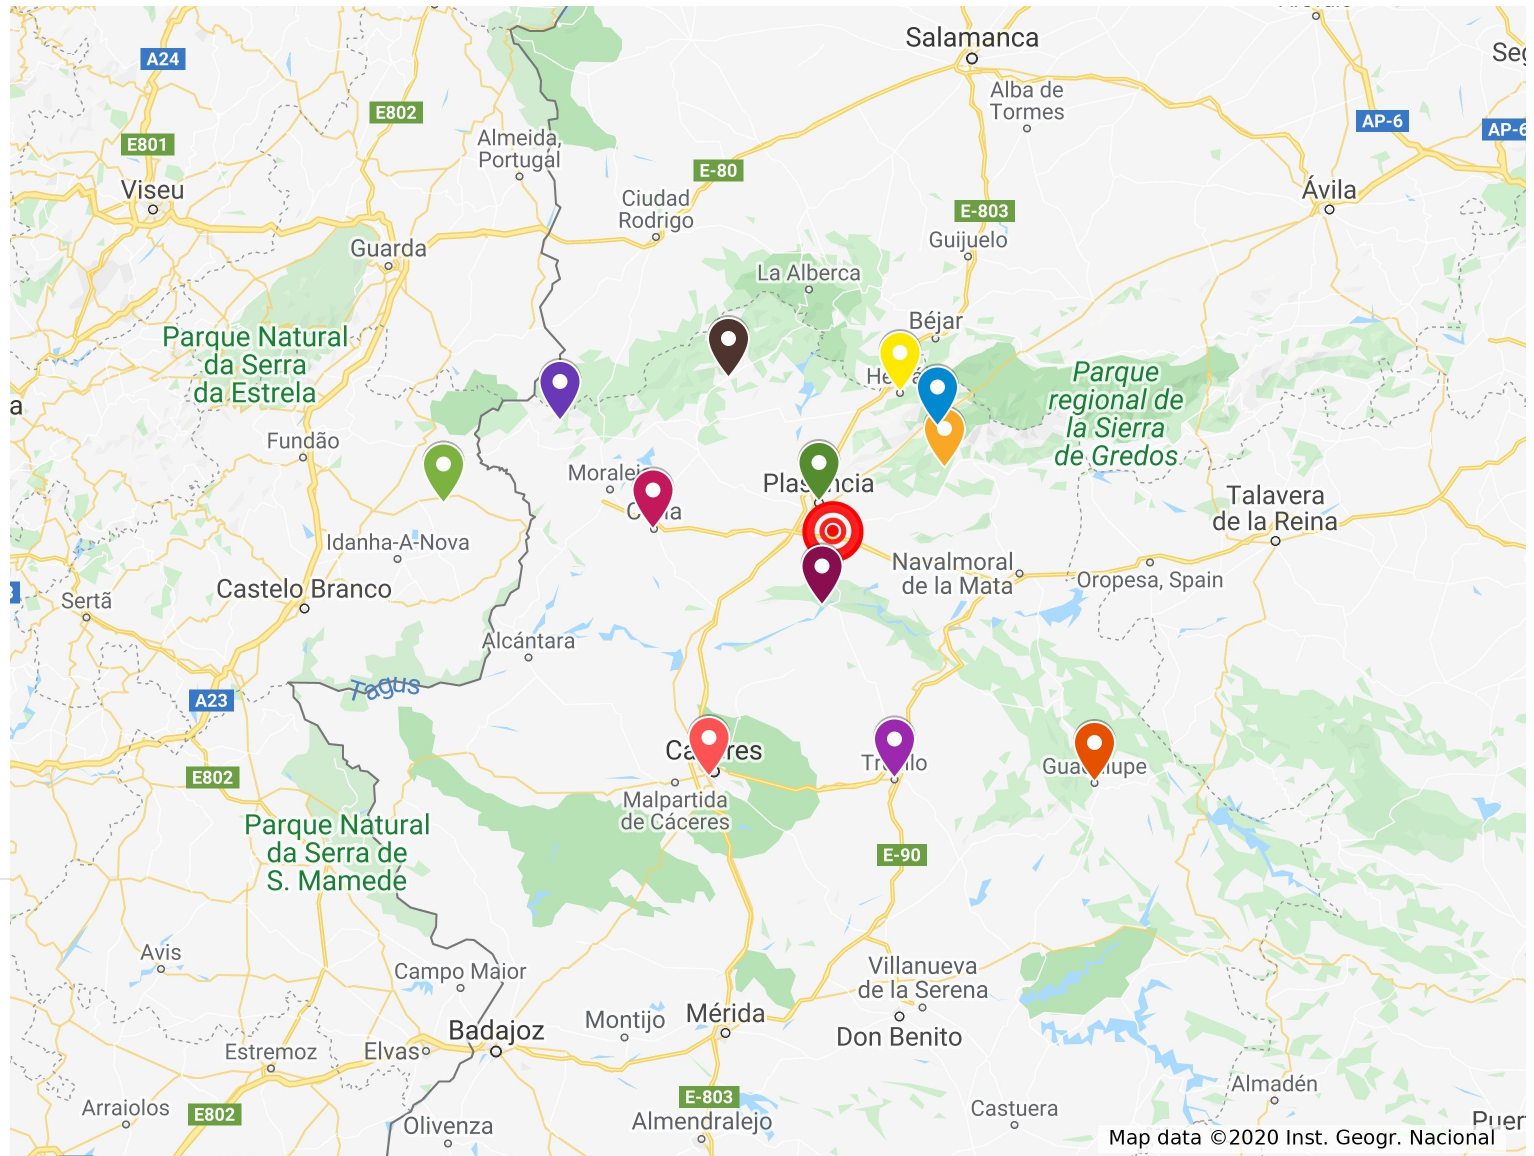 Salamanca
A24
Alba de
Tormes
E802
AP-6
AP-6
Almeida,
Portugal
E801
E-80
Viseu
Ciudad
Rodrigo
Ávila
E-803
Guijuelo
Guarda
La Alberca
Béjar
Parque Natural
da Serra
da Estrela
Parque
regional de
la Sierra
de Gredos
Fundão
Plasencia
Talavera
de la Reina
Idanha-A-Nova
Navalmoral
de la Mata
Oropesa, Spain
Castelo Branco
Sertã
Alcántara
Tagus
A23
Cáceres
Trujillo
Guadalupe
E802
Malpartida
de Cáceres
Parque Natural
da Serra de
S. Mamede
E-90
Avis
Campo Maior
Villanueva
de la Serena
Mérida
Montijo
Badajoz
Don Benito
Estremoz
Elvas
Almadén
E-803
Arraiolos
E802
Castuera
Almendralejo
Olivenza
Map data ©2020 Inst. Geogr. Nacional